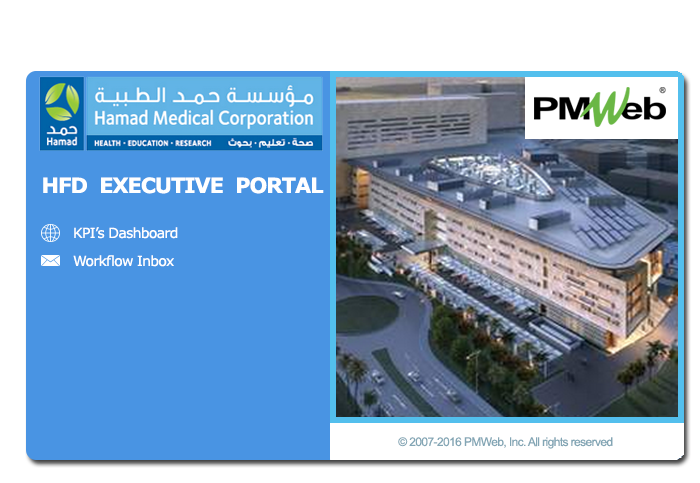 مؤسسة حمد الطبية
Hamad Medical Corporation
حمد
Hamad
HEALTH · EDUCATION · RESEARCH صحة · تعليم · بحوث
PMWeb®
HFD EXECUTIVE PORTAL
KPI's Dashboard
Workflow Inbox
© 2007-2016 PMWeb, Inc. All rights reserved